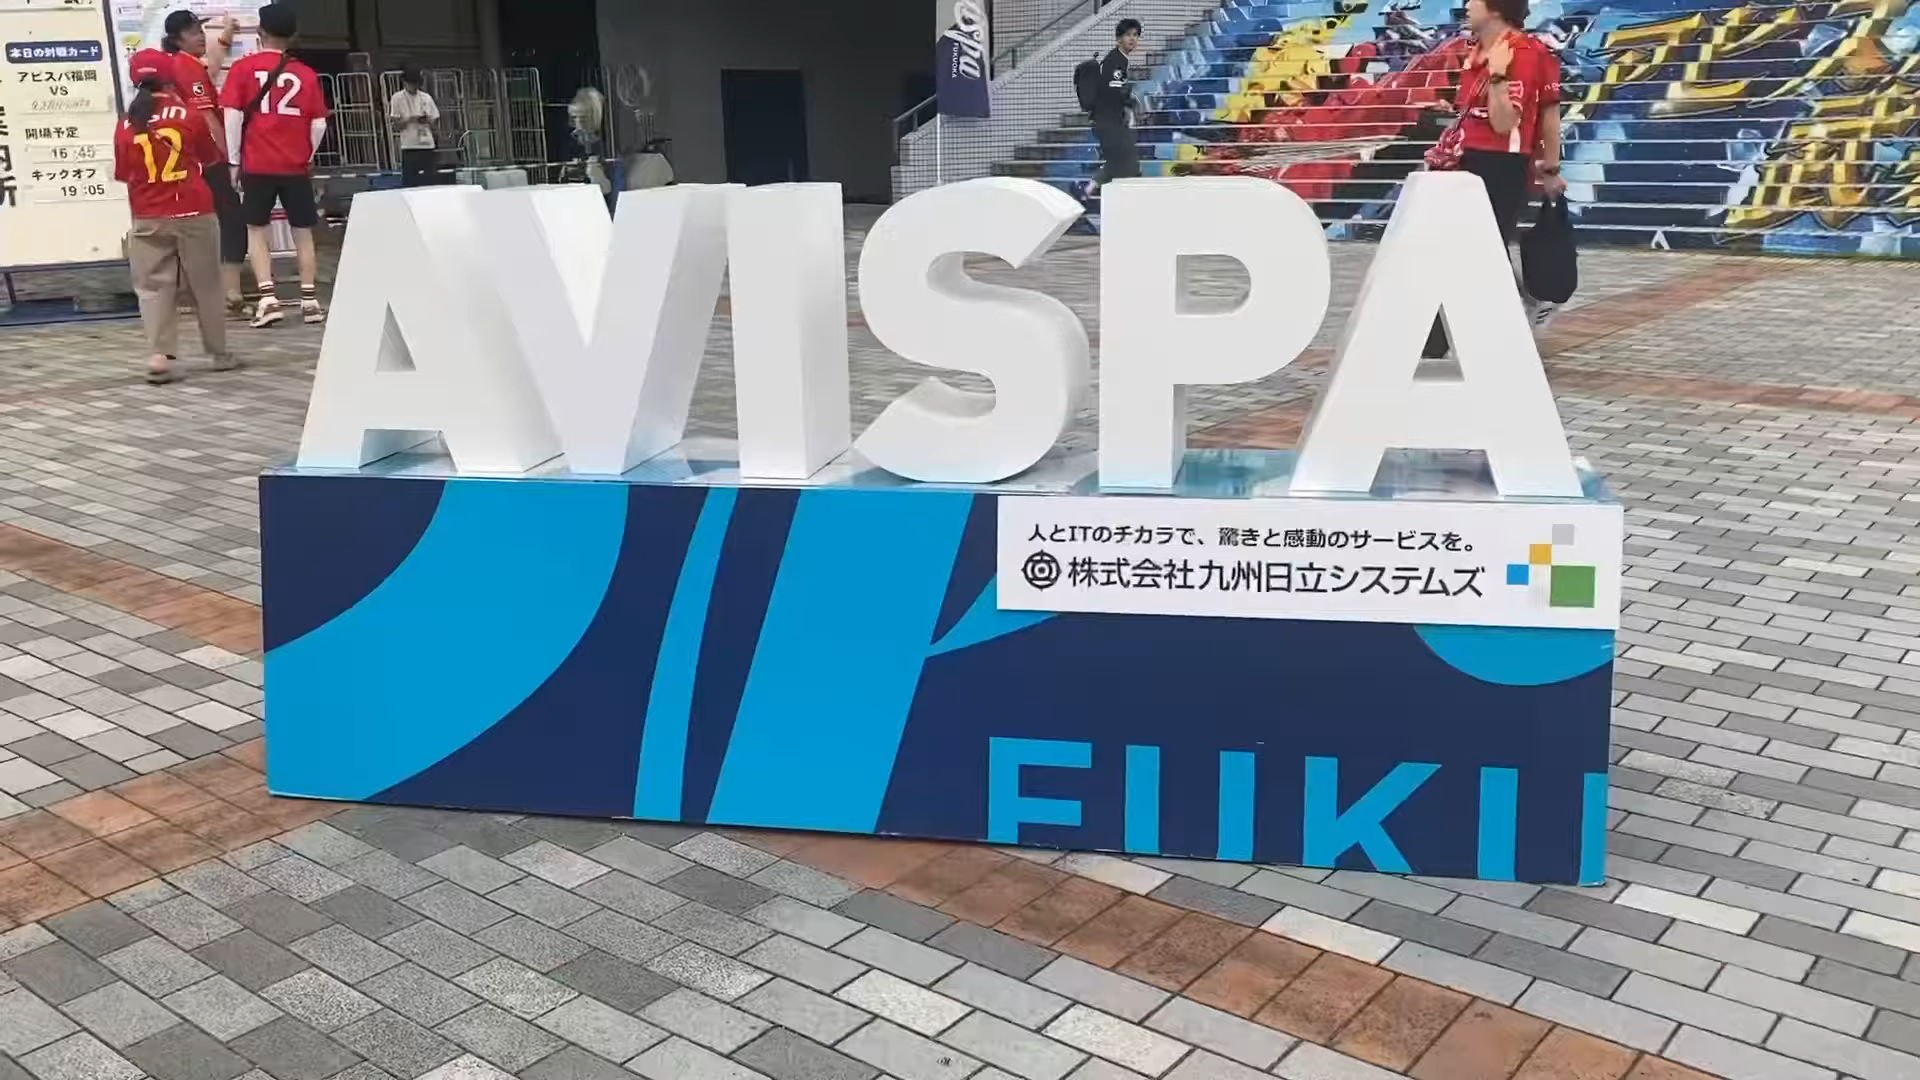 本日の対戦カード
アビスパ福岡
VS
開場予定
16:45
キックオフ
19:05
12
12
FUKUOKA
AVISPA
人とITのチカラで、驚きと感動のサービスを。
株式会社九州日立システムズ
FUKU